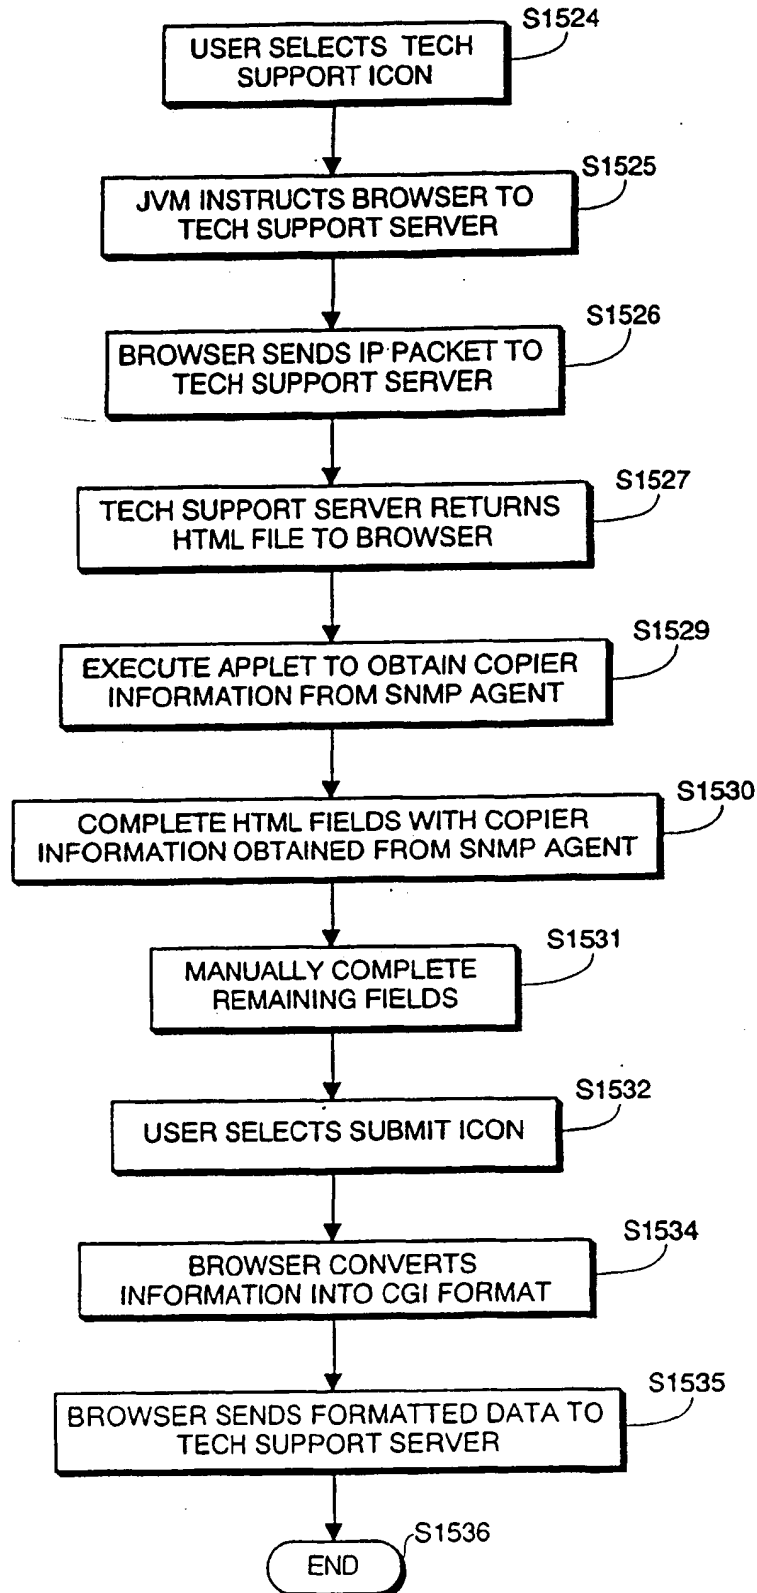 S1524
USER SELECTS TECH
SUPPORT ICON
S1525
JVM INSTRUCTS BROWSER TO
TECH SUPPORT SERVER
S1526
BROWSER SENDS IP PACKET TO
TECH SUPPORT SERVER
S1527
TECH SUPPORT SERVER RETURNS
HTML FILE TO BROWSER
S1529
EXECUTE APPLET TO OBTAIN COPIER
INFORMATION FROM SNMP AGENT
S1530
COMPLETE HTML FIELDS WITH COPIER
INFORMATION OBTAINED FROM SNMP AGENT
S1531
MANUALLY COMPLETE
REMAINING FIELDS
S1532
USER SELECTS SUBMIT ICON
S1534
BROWSER CONVERTS
INFORMATION INTO CGI FORMAT
S1535
BROWSER SENDS FORMATTED DATA TO
TECH SUPPORT SERVER
S1536
END